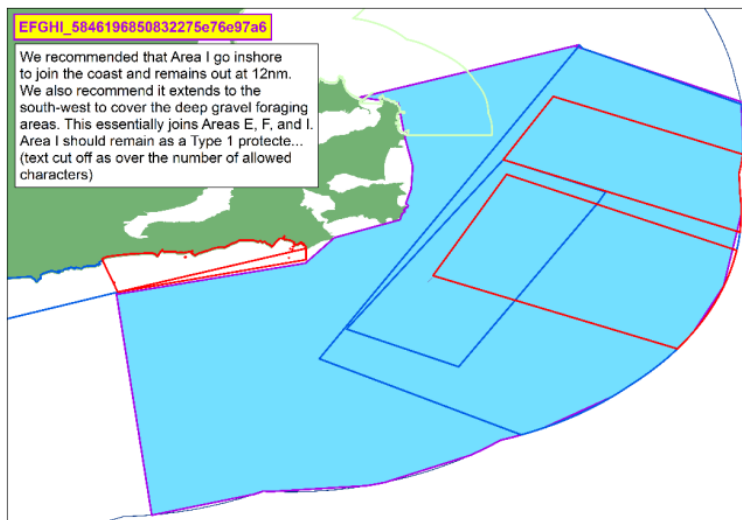 EFGHI_5846196850832275e76e97a6
We recommended that Area I go inshore
to join the coast and remains out at 12nm.
We also recommend it extends to the
south-west to cover the deep gravel foraging
areas. This essentially joins Areas E, F, and I.
Area I should remain as a Type 1 protecte...
(text cut off as over the number of allowed
characters)